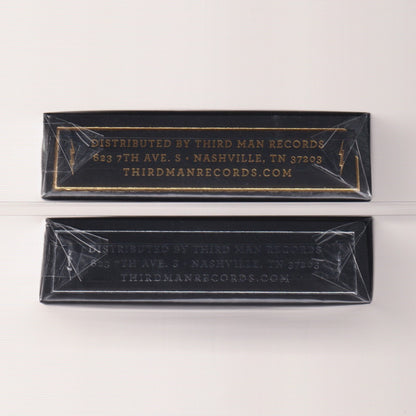 DISTRIBUTED BY THIRD MAN RECORDS
623 7TH AVE. S • NASHVILLE, TN 37203
THIRDMANRECORDS.COM
DISTRIBUTED BY THIRD MAN RECORDS
623 7TH AVE. S • NASHVILLE, TN 37203
THIRDMANRECORDS.COM